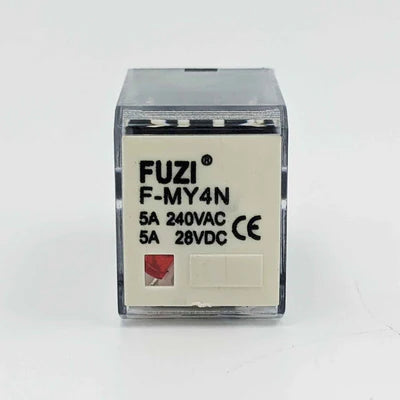 FUZI®
F-MY4N
5A 240VAC
5A 28VDC
CE